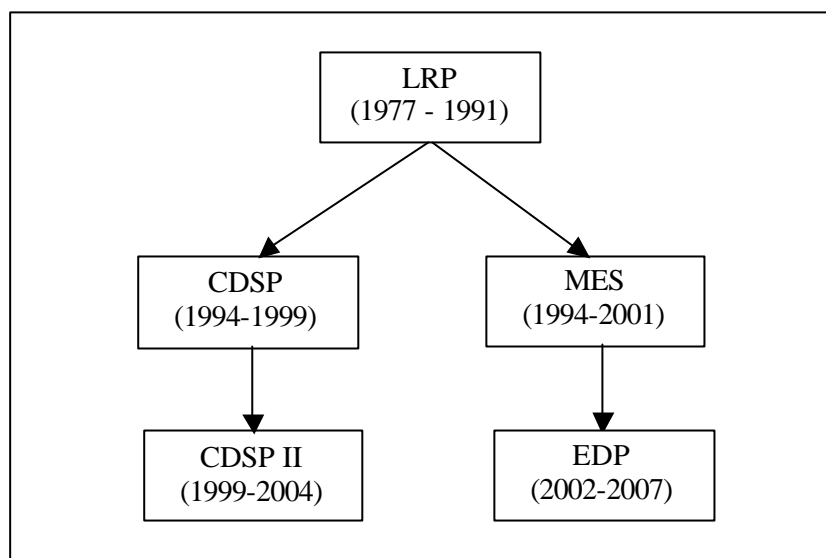 LRP
(1977 - 1991)
CDSP
(1994-1999)
MES
(1994-2001)
CDSP II
(1999-2004)
EDP
(2002-2007)